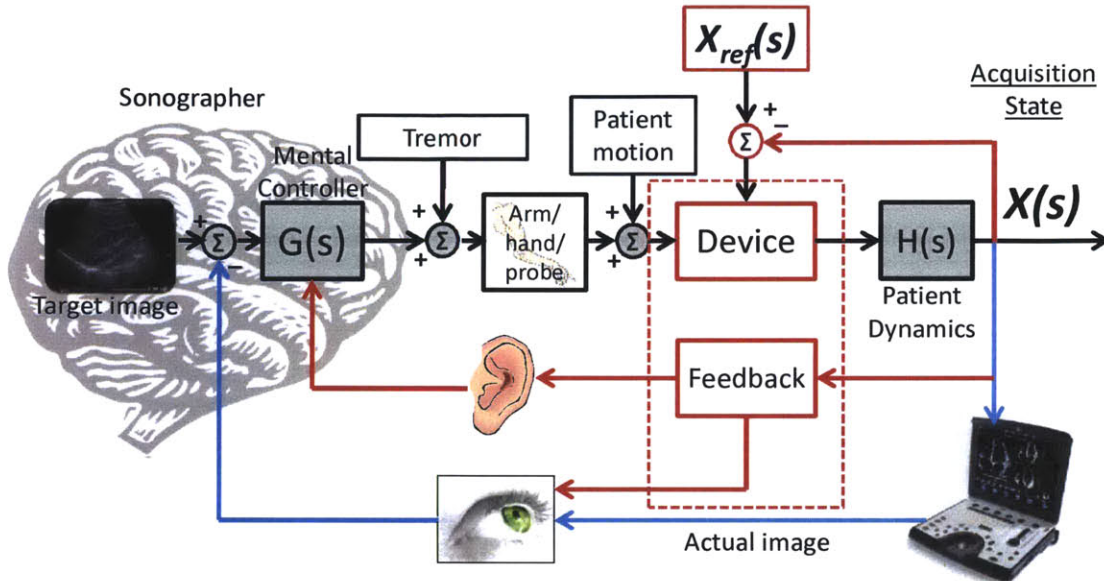 X_ref(s)
Acquisition
State
Sonographer
Tremor
Patient
motion
Mental
Controller
+
−
Σ
+
−
Σ
G(s)
+
+
Σ
Arm/
hand/
probe
+
+
Σ
Device
H(s)
X(s)
Target image
Patient
Dynamics
Feedback
Actual image